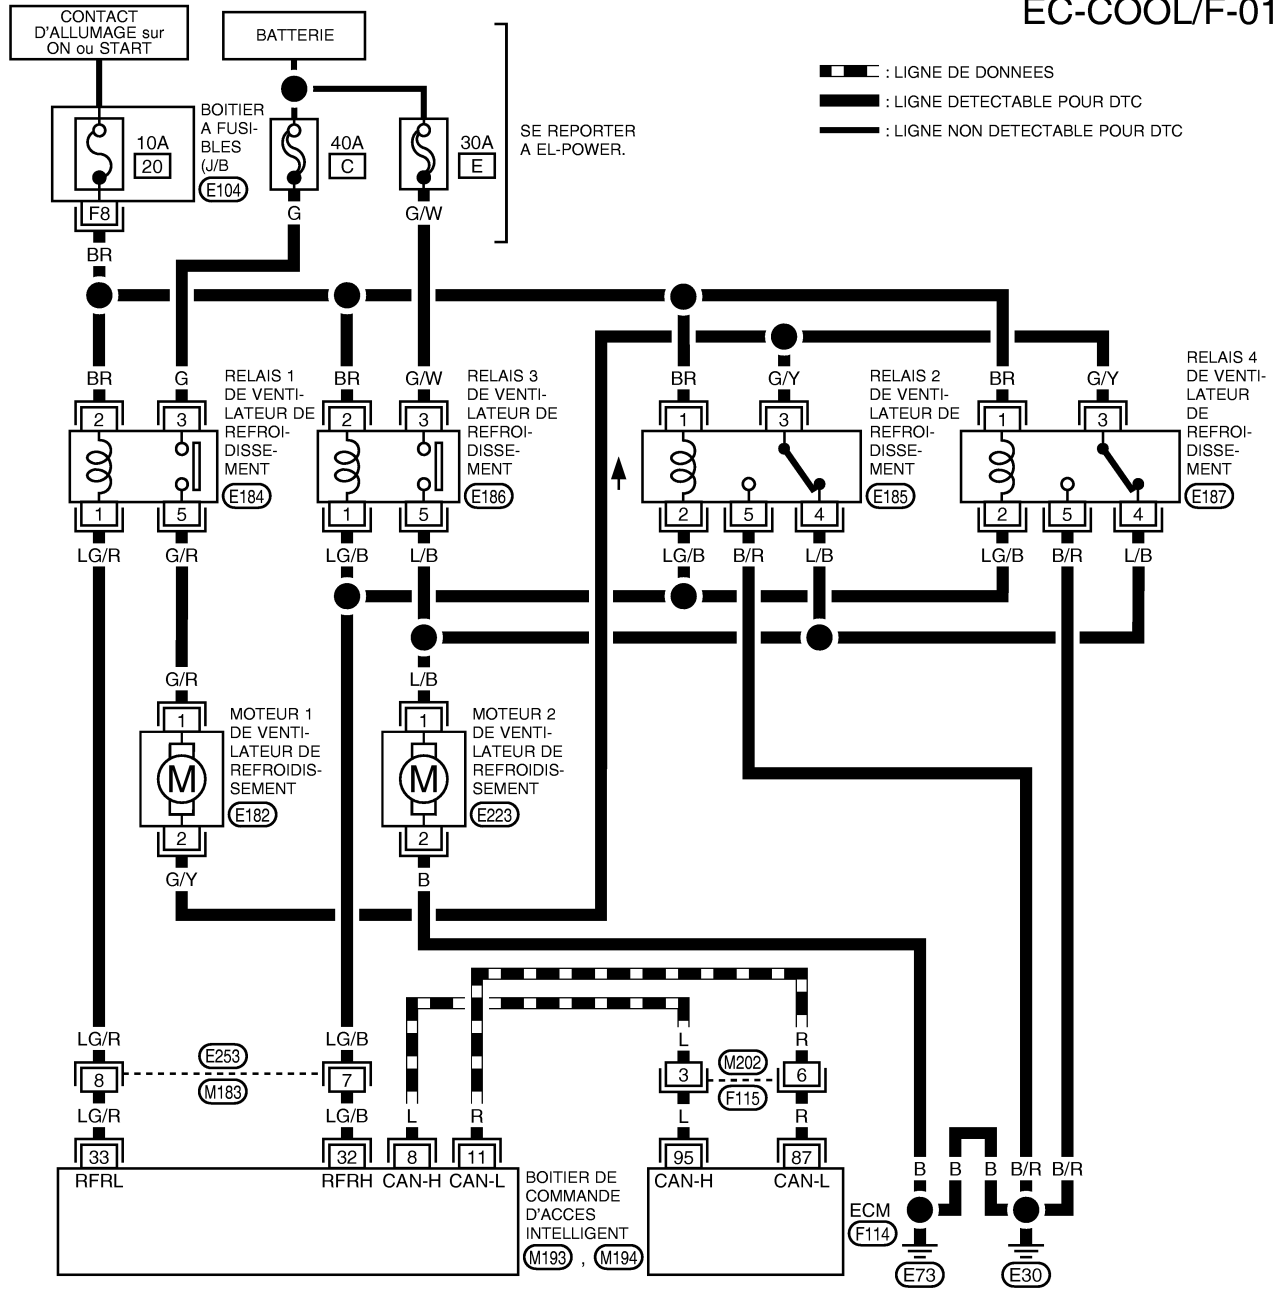 EC-COOL/F-01
CONTACT
D'ALLUMAGE sur
ON ou START
BATTERIE
: LIGNE DE DONNEES
: LIGNE DETECTABLE POUR DTC
: LIGNE NON DETECTABLE POUR DTC
10A
20
BOITIER
A FUSI-
BLES
(J/B
E104
40A
C
30A
E
SE REPORTER
A EL-POWER.
F8
G
G/W
BR
BR
G
BR
G/W
BR
G/Y
BR
G/Y
2
3
RELAIS 1
DE VENTI-
LATEUR DE
REFROI-
DISSE-
MENT
E184
2
3
RELAIS 3
DE VENTI-
LATEUR DE
REFROI-
DISSE-
MENT
E186
1
3
RELAIS 2
DE VENTI-
LATEUR DE
REFROI-
DISSE-
MENT
E185
1
3
RELAIS 4
DE VENTI-
LATEUR
DE
REFROI-
DISSE-
MENT
E187
1
5
1
5
2
5
4
2
5
4
LG/R
G/R
LG/B
L/B
LG/B
B/R
L/B
LG/B
B/R
L/B
G/R
L/B
1
M
2
MOTEUR 1
DE VENTI-
LATEUR DE
REFROIDIS-
SEMENT
E182
1
M
2
MOTEUR 2
DE VENTI-
LATEUR DE
REFROIDIS-
SEMENT
E223
G/Y
B
LG/R
LG/B
L
R
8
E253
M183
7
3
M202
F115
6
LG/R
LG/B
L
R
L
R
33
32
8
11
95
87
RFRL
RFRH
CAN-H
CAN-L
CAN-H
CAN-L
BOITIER DE
COMMANDE
D'ACCES
INTELLIGENT
M193 , M194
ECM
F114
B
B
B
B/R
B/R
E73
E30